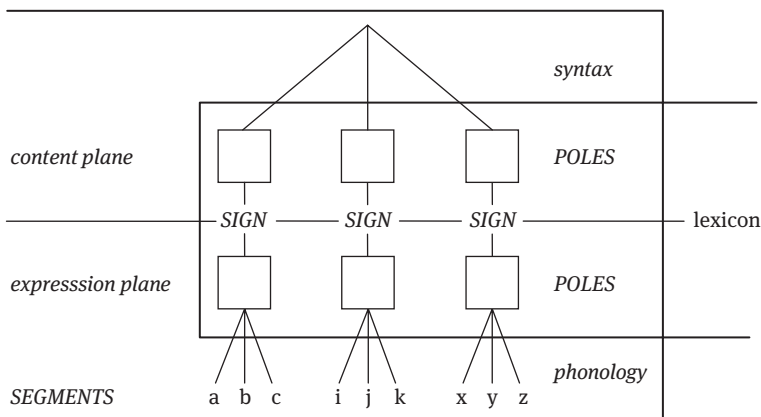 syntax
content plane POLES
SIGN SIGN SIGN lexicon
expresssion plane POLES
phonology
SEGMENTS a b c i j k x y z